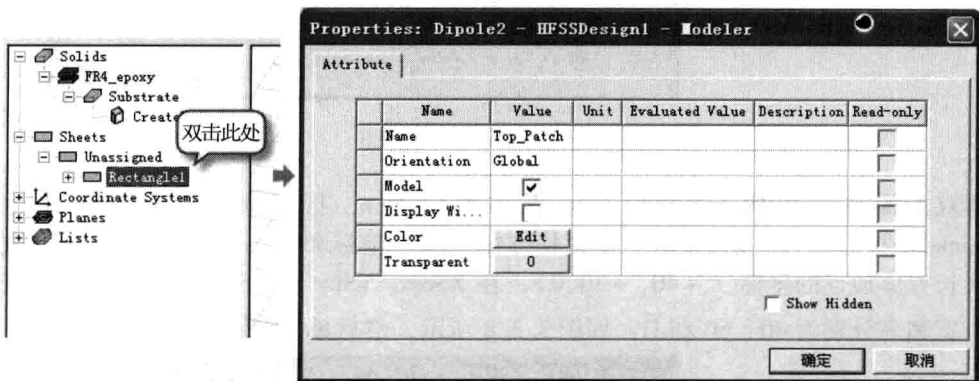 Solids
FR4_epoxy
Substrate
Create
双击此处
Sheets
Unassigned
Rectangle1
Coordinate Systems
Planes
Lists
Properties: Dipole2 - HFSSDesign1 - Modeler
Attribute
Name Value Unit Evaluated Value Description Read-only
Name Top_Patch
Orientation Global
Model
Display Wi...
Color Edit
Transparent 0
Show Hidden
确定 取消